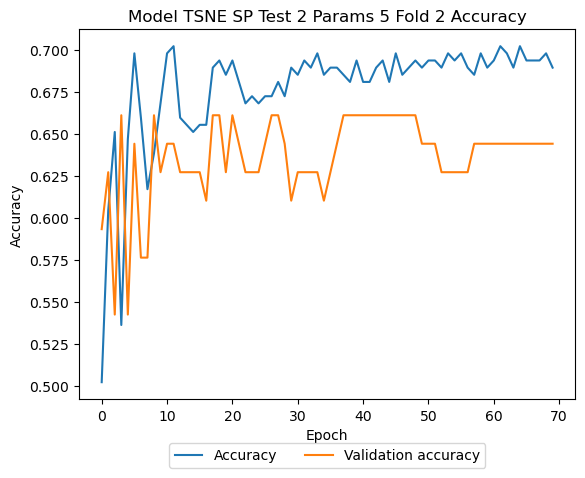 Model TSNE SP Test 2 Params 5 Fold 2 Accuracy
0.700
0.675
0.650
0.625
0.600
0.575
0.550
0.525
0.500
Accuracy
0 10 20 30 40 50 60 70
Epoch
Accuracy Validation accuracy